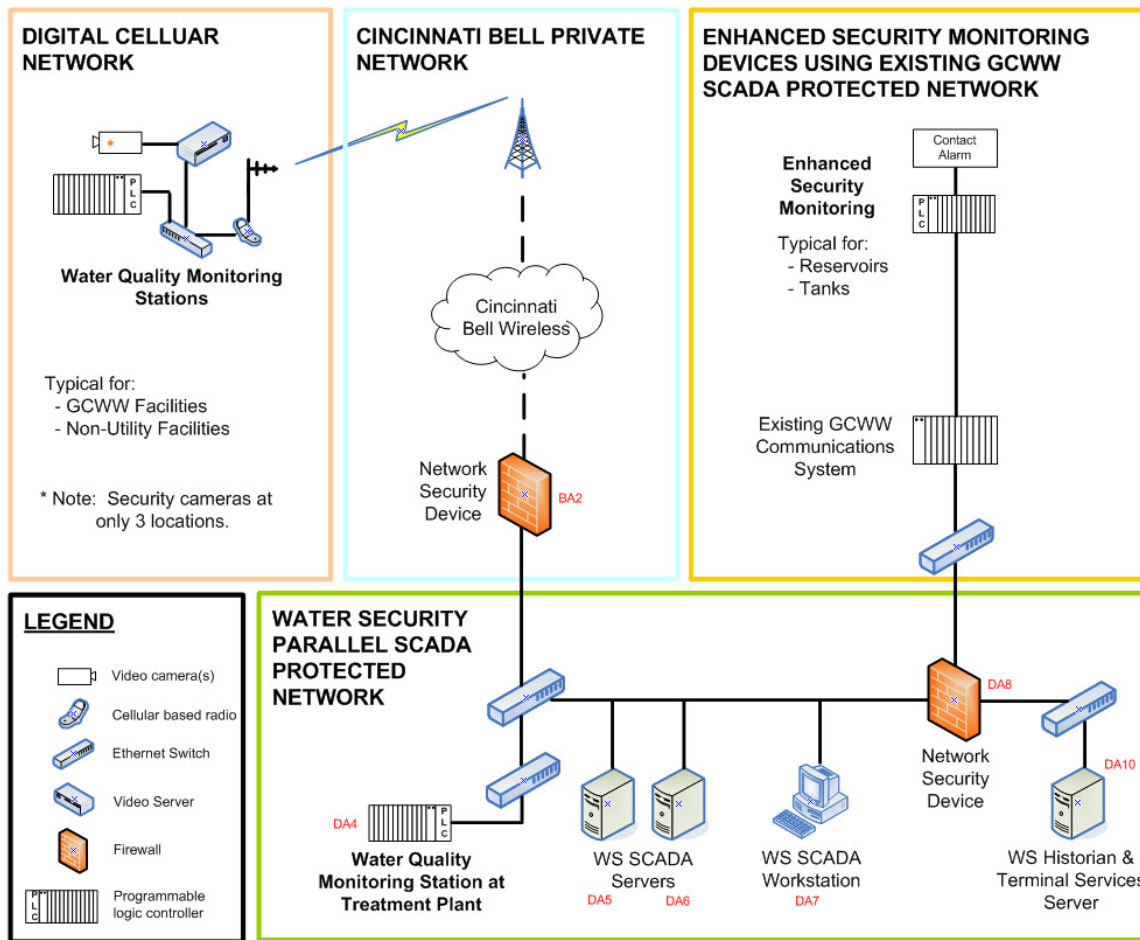 DIGITAL CELLUAR
NETWORK
*
P
L
C
Water Quality Monitoring
Stations
Typical for:
- GCWW Facilities
- Non-Utility Facilities
* Note: Security cameras at
only 3 locations.
CINCINNATI BELL PRIVATE
NETWORK
Cincinnati
Bell Wireless
Network
Security
Device
BA2
ENHANCED SECURITY MONITORING
DEVICES USING EXISTING GCWW
SCADA PROTECTED NETWORK
Contact
Alarm
Enhanced
Security
Monitoring
P
L
C
Typical for:
- Reservoirs
- Tanks
Existing GCWW
Communications
System
LEGEND
Video camera(s)
Cellular based radio
Ethernet Switch
Video Server
Firewall
P
L
C
Programmable
logic controller
WATER SECURITY
PARALLEL SCADA
PROTECTED
NETWORK
DA4
P
L
C
Water Quality
Monitoring Station at
Treatment Plant
WS SCADA
Servers
DA5
DA6
WS SCADA
Workstation
DA7
DA8
Network
Security
Device
DA10
WS Historian &
Terminal Services
Server